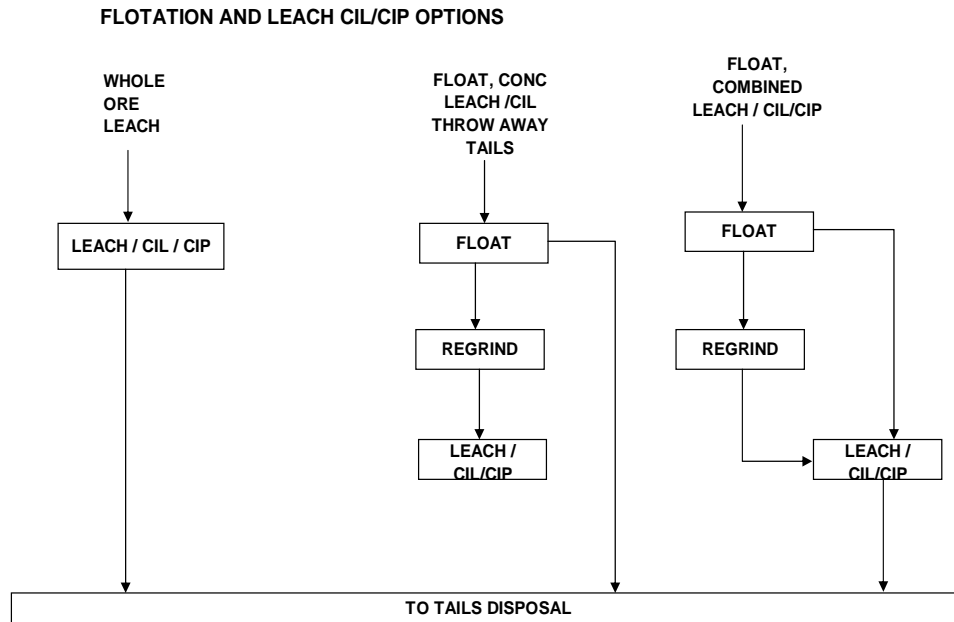 FLOTATION AND LEACH CIL/CIP OPTIONS
WHOLE
ORE
LEACH
LEACH / CIL / CIP
FLOAT, CONC
LEACH /CIL
THROW AWAY
TAILS
FLOAT
REGRIND
LEACH /
CIL/CIP
FLOAT,
COMBINED
LEACH / CIL/CIP
FLOAT
REGRIND
LEACH /
CIL/CIP
TO TAILS DISPOSAL